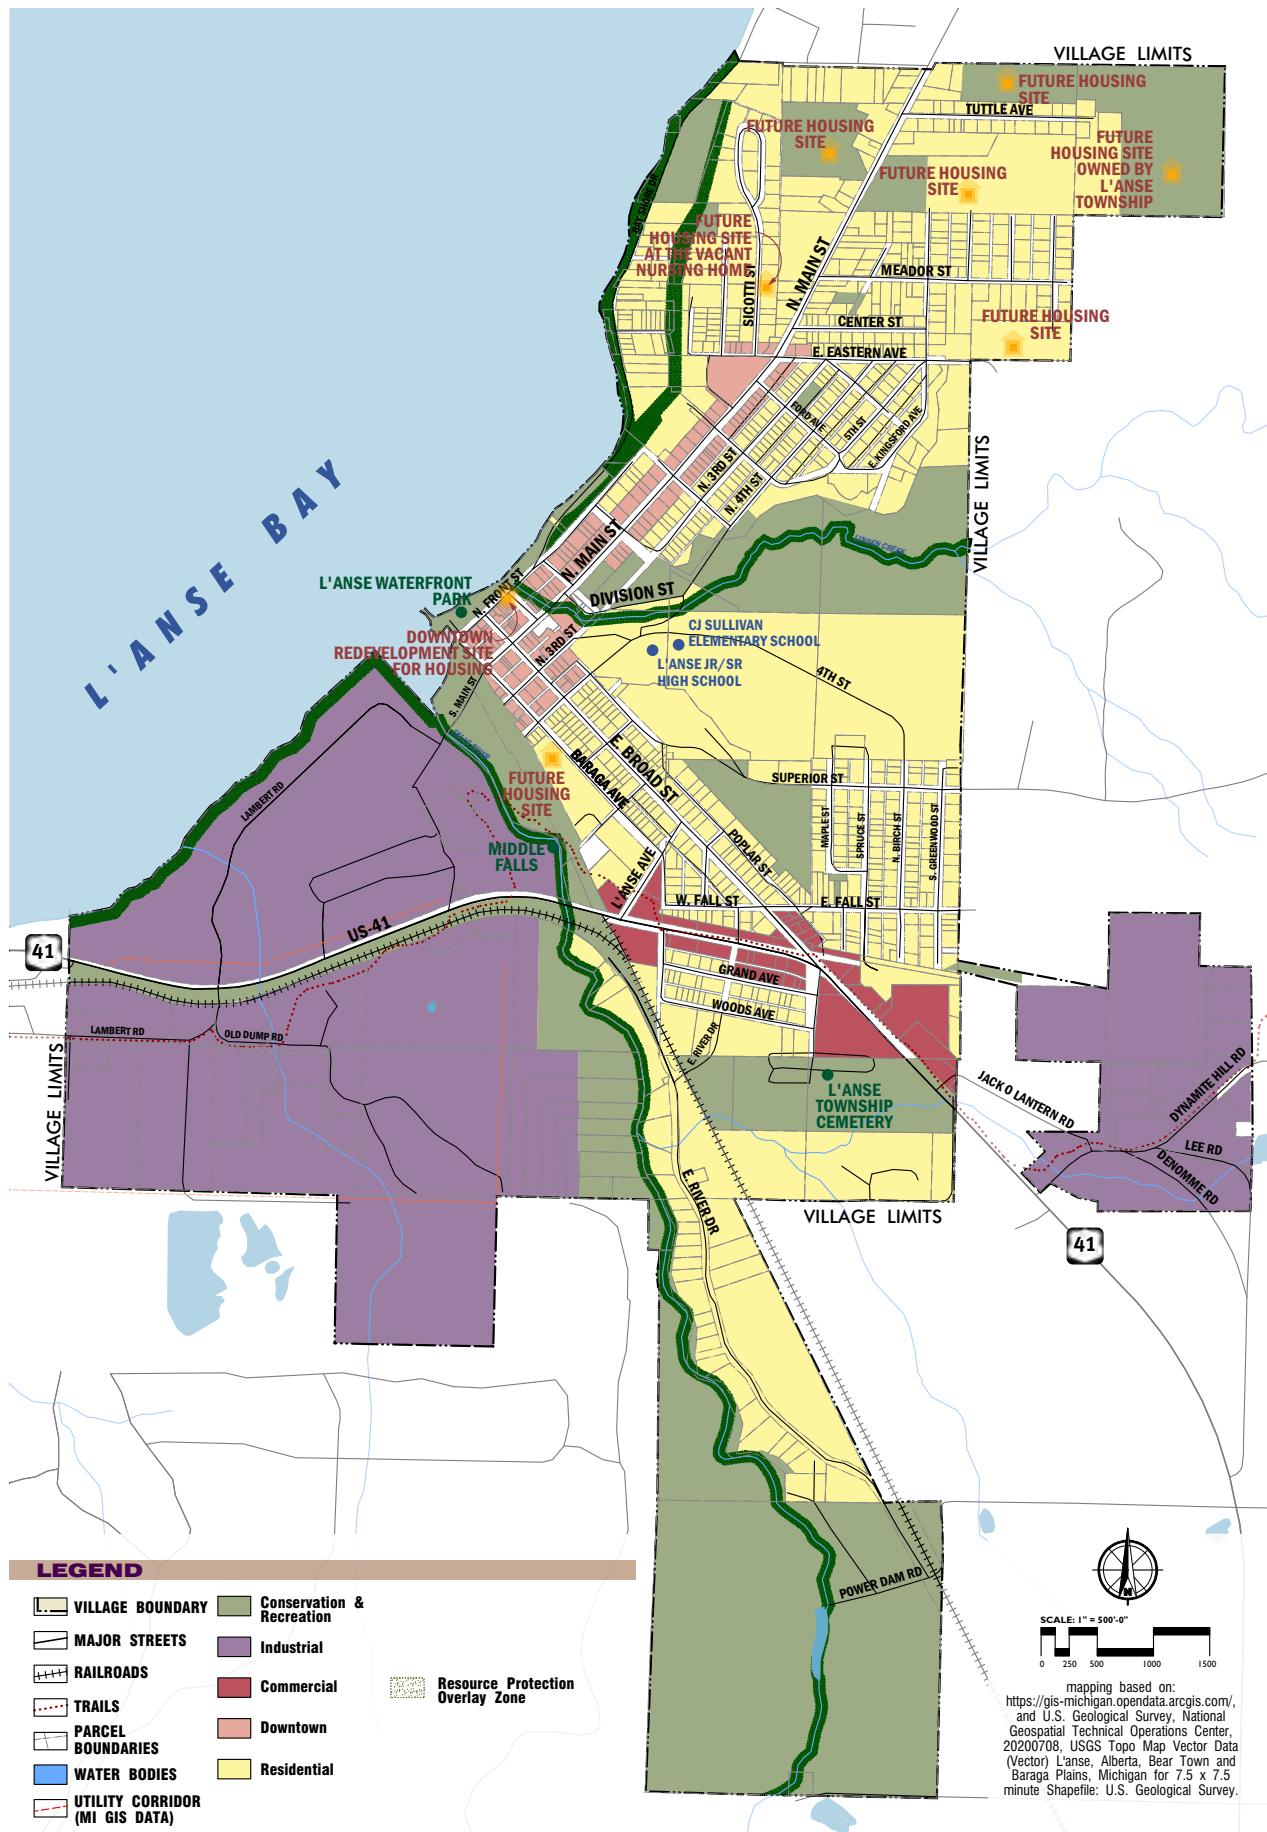 VILLAGE LIMITS
FUTURE HOUSING
SITE
TUTTLE AVE
FUTURE HOUSING
SITE
FUTURE
HOUSING SITE
OWNED BY
L'ANSE
TOWNSHIP
FUTURE HOUSING
SITE
BAY SHORE DR
FUTURE
HOUSING SITE
AT THE VACANT
NURSING HOME
SICOTTI ST
N. MAIN ST
MEADOR ST
CENTER ST
FUTURE HOUSING
SITE
E. EASTERN AVE
FORD AVE
5TH ST
E. KINGSFORD AVE
N. 3RD ST
N. 4TH ST
VILLAGE LIMITS
L'ANSE BAY
N. MAIN ST
LINDEN CREEK
L'ANSE WATERFRONT
PARK
N. FRONT ST
DIVISION ST
DOWNTOWN
REDEVELOPMENT SITE
FOR HOUSING
N. 3RD ST
CJ SULLIVAN
ELEMENTARY SCHOOL
L'ANSE JR/SR
HIGH SCHOOL
4TH ST
S. MAIN ST
FALLS RIVER
E. BROAD ST
BARAGA AVE
FUTURE
HOUSING
SITE
SUPERIOR ST
LAMBERT RD
MAPLE ST
SPRUCE ST
N. BIRCH ST
S. GREENWOOD ST
POPLAR ST
MIDDLE
FALLS
L'ANSE AVE
W. FALL ST
E. FALL ST
US-41
41
GRAND AVE
WOODS AVE
E. RIVER DR
LAMBERT RD
OLD DUMP RD
VILLAGE LIMITS
L'ANSE
TOWNSHIP
CEMETERY
JACK O LANTERN RD
DYNAMITE HILL RD
LEE RD
DENOMME RD
E. RIVER DR
VILLAGE LIMITS
41
POWER DAM RD
LEGEND
VILLAGE BOUNDARY
MAJOR STREETS
RAILROADS
TRAILS
PARCEL
BOUNDARIES
WATER BODIES
UTILITY CORRIDOR
(MI GIS DATA)
Conservation &
Recreation
Industrial
Commercial
Downtown
Residential
Resource Protection
Overlay Zone
N
SCALE: 1" = 500'-0"
0 250 500 1000 1500
mapping based on:
https://gis-michigan.opendata.arcgis.com/,
and U.S. Geological Survey, National
Geospatial Technical Operations Center,
20200708, USGS Topo Map Vector Data
(Vector) L'anse, Alberta, Bear Town and
Baraga Plains, Michigan for 7.5 x 7.5
minute Shapefile: U.S. Geological Survey.